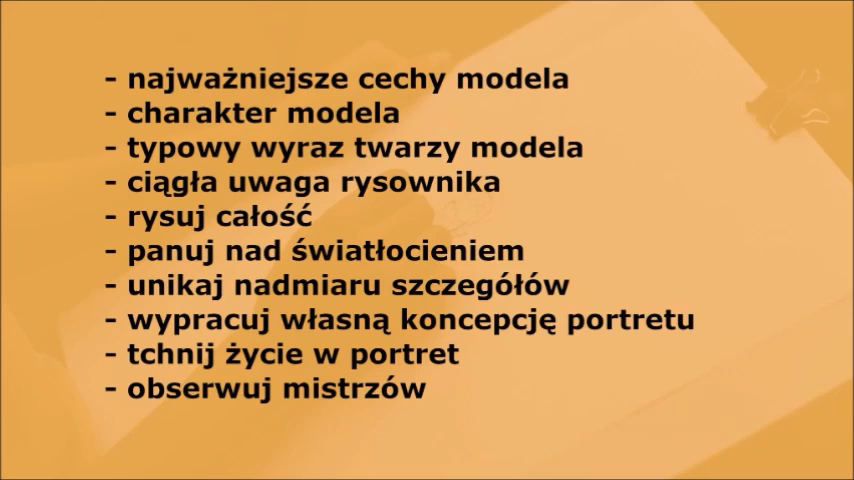 - najważniejsze cechy modela
- charakter modela
- typowy wyraz twarzy modela
- ciągła uwaga rysownika
- rysuj całość
- panuj nad światłocieniem
- unikaj nadmiaru szczegółów
- wypracuj własną koncepcję portretu
- tchnij życie w portret
- obserwuj mistrzów